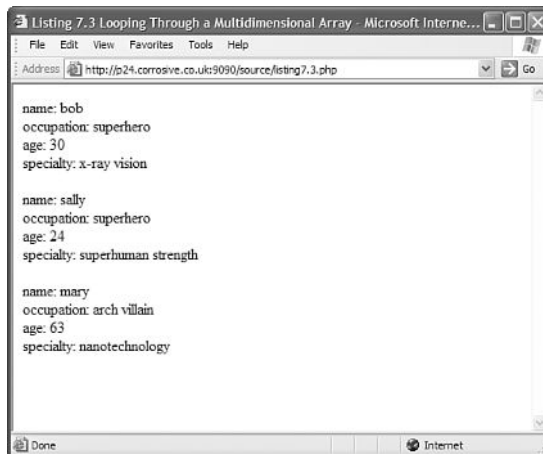 Listing 7.3 Looping Through a Multidimensional Array - Microsoft Interne...
File Edit View Favorites Tools Help
Address http://p24.corrosive.co.uk:9090/source/listing7.3.php Go
name: bob
occupation: superhero
age: 30
specialty: x-ray vision
name: sally
occupation: superhero
age: 24
specialty: superhuman strength
name: mary
occupation: arch villain
age: 63
specialty: nanotechnology
Done Internet